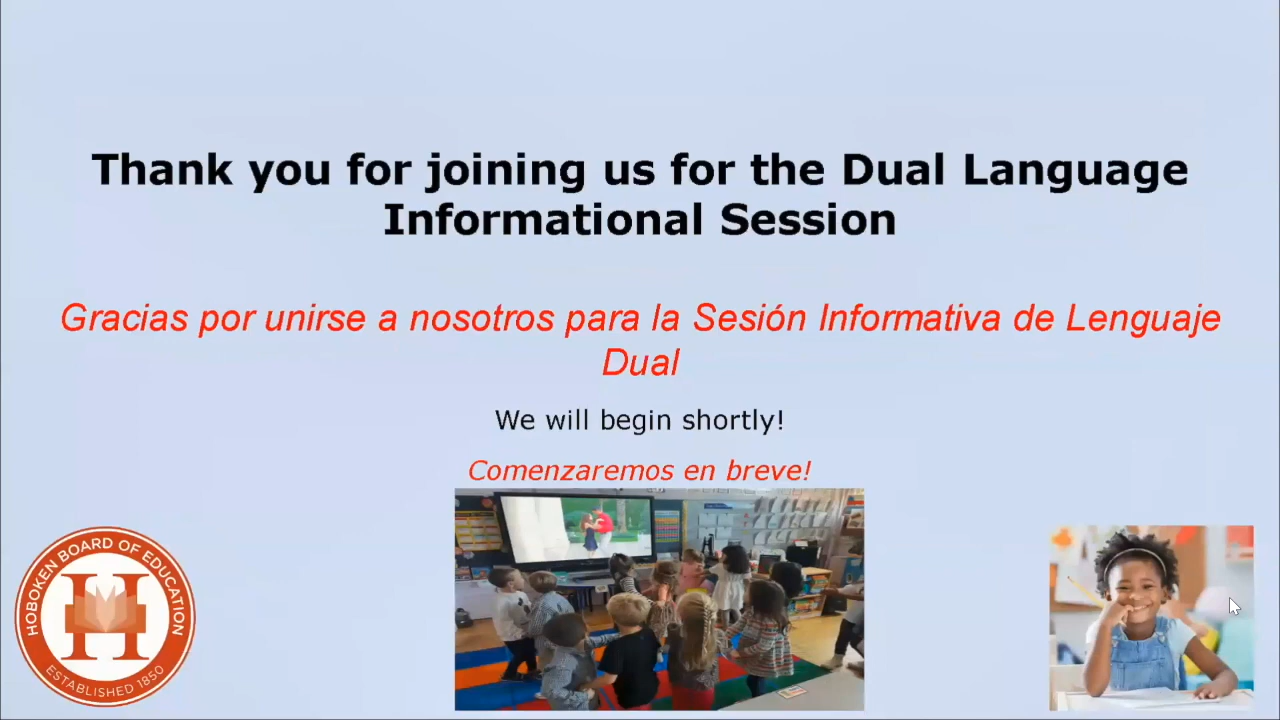 Thank you for joining us for the Dual Language
Informational Session
Gracias por unirse a nosotros para la Sesión Informativa de Lenguaje
Dual
We will begin shortly!
Comenzaremos en breve!
HOBOKEN BOARD OF EDUCATION
H
ESTABLISHED 1850